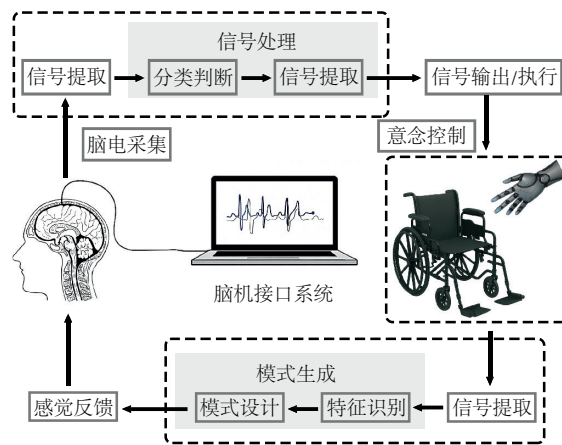 信号处理
信号提取
分类判断
信号提取
信号输出/执行
脑电采集
意念控制
脑机接口系统
模式生成
感觉反馈
模式设计
特征识别
信号提取